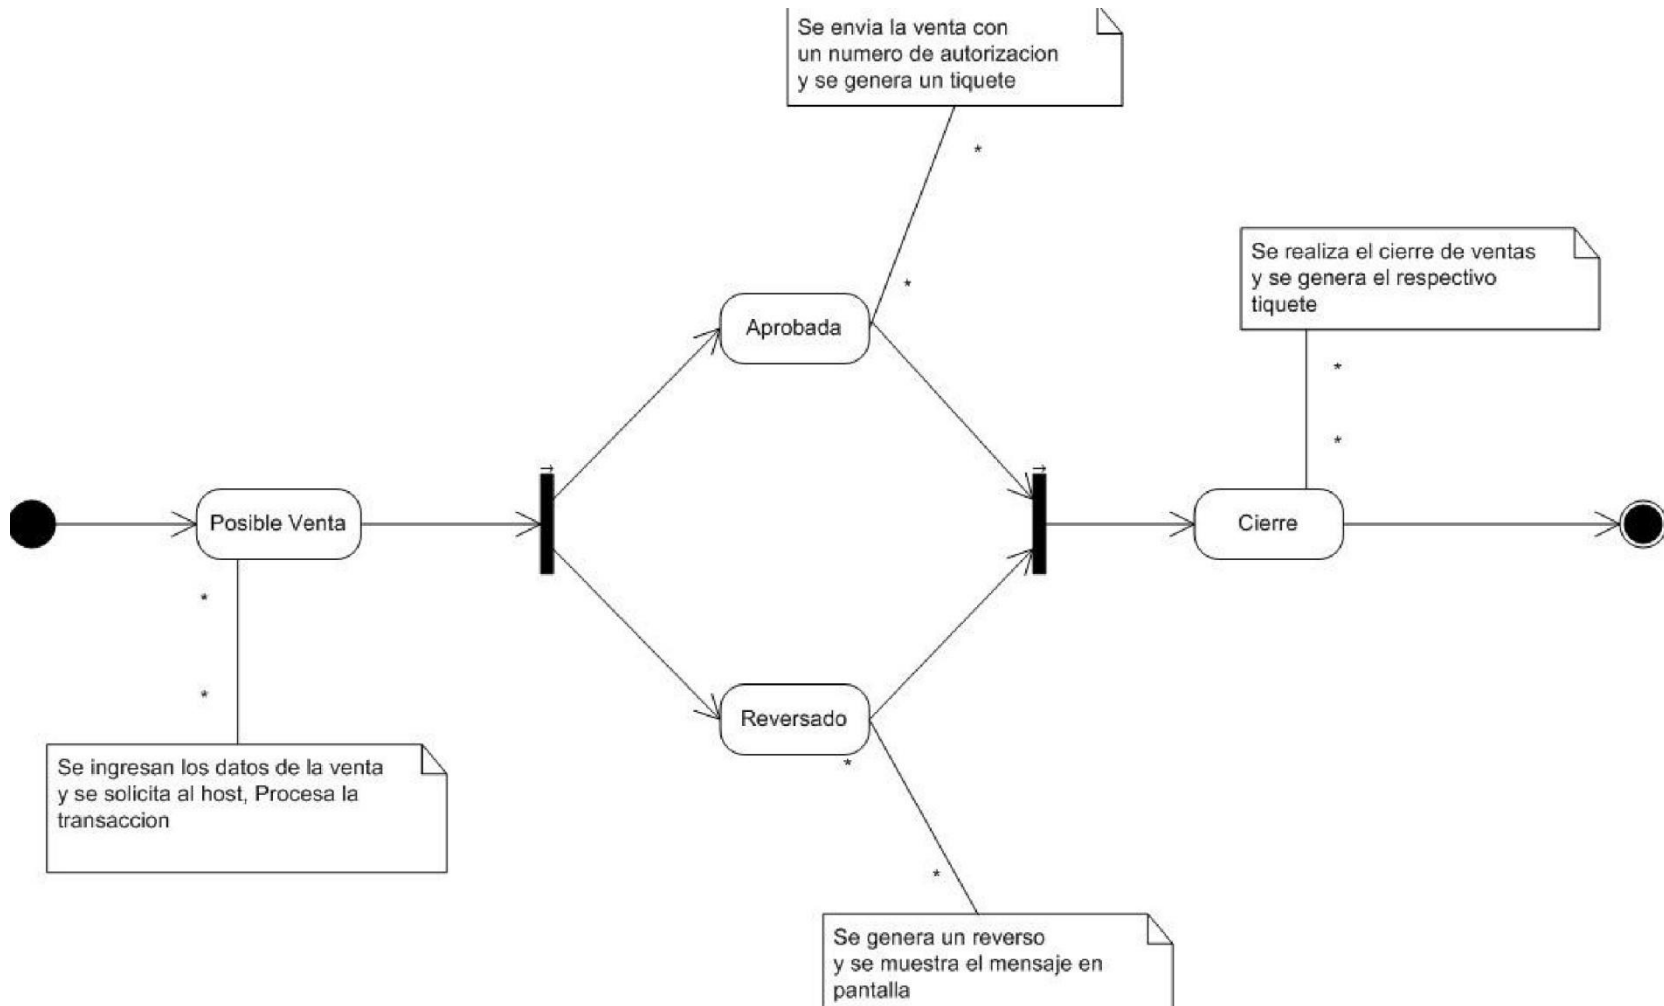 Se envia la venta con
un numero de autorizacion
y se genera un tiquete
*
*
Se realiza el cierre de ventas
y se genera el respectivo
tiquete
*
*
Aprobada
Posible Venta
Cierre
*
*
Se ingresan los datos de la venta
y se solicita al host, Procesa la
transaccion
Reversado
*
*
Se genera un reverso
y se muestra el mensaje en
pantalla